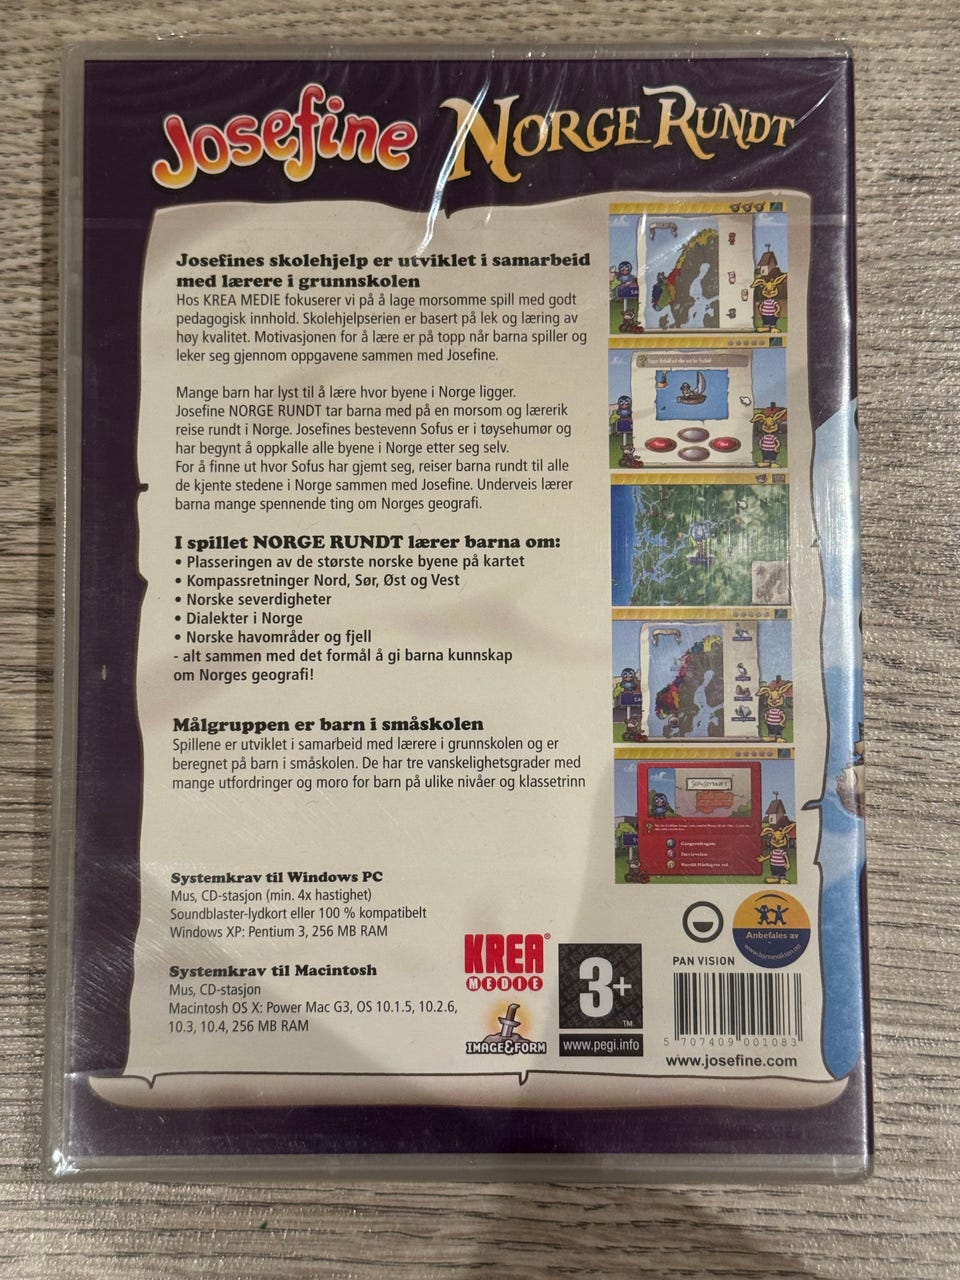 Josefine NORGE RUNDT
Josefines skolehjelp er utviklet i samarbeid
med lærere i grunnskolen
Hos KREA MEDIE fokuserer vi på å lage morsomme spill med godt
pedagogisk innhold. Skolehjelpserien er basert på lek og læring av
høy kvalitet. Motivasjonen for å lære er på topp når barna spiller og
leker seg gjennom oppgavene sammen med Josefine.
Mange barn har lyst til å lære hvor byene i Norge ligger.
Josefine NORGE RUNDT tar barna med på en morsom og lærerik
reise rundt i Norge. Josefines bestevenn Sofus er i tøysehumør og
har begynt å oppkalle alle byene i Norge etter seg selv.
For å finne ut hvor Sofus har gjemt seg, reiser barna rundt til alle
de kjente stedene i Norge sammen med Josefine. Underveis lærer
barna mange spennende ting om Norges geografi.
I spillet NORGE RUNDT lærer barna om:
• Plasseringen av de største norske byene på kartet
• Kompassretninger Nord, Sør, Øst og Vest
• Norske severdigheter
• Dialekter i Norge
• Norske havområder og fjell
- alt sammen med det formål å gi barna kunnskap
om Norges geografi!
Målgruppen er barn i småskolen
Spillene er utviklet i samarbeid med lærere i grunnskolen og er
beregnet på barn i småskolen. De har tre vanskelighetsgrader med
mange utfordringer og moro for barn på ulike nivåer og klassetrinn
Systemkrav til Windows PC
Mus, CD-stasjon (min. 4x hastighet)
Soundblaster-lydkort eller 100 % kompatibelt
Windows XP: Pentium 3, 256 MB RAM
Systemkrav til Macintosh
Mus, CD-stasjon
Macintosh OS X: Power Mac G3, OS 10.1.5, 10.2.6,
10.3, 10.4, 256 MB RAM
KREA®
MEDIE
IMAGE&FORM
3+
™
www.pegi.info
PAN VISION
Anbefales av
www.barnevakten.no
5 707409 001083
www.josefine.com